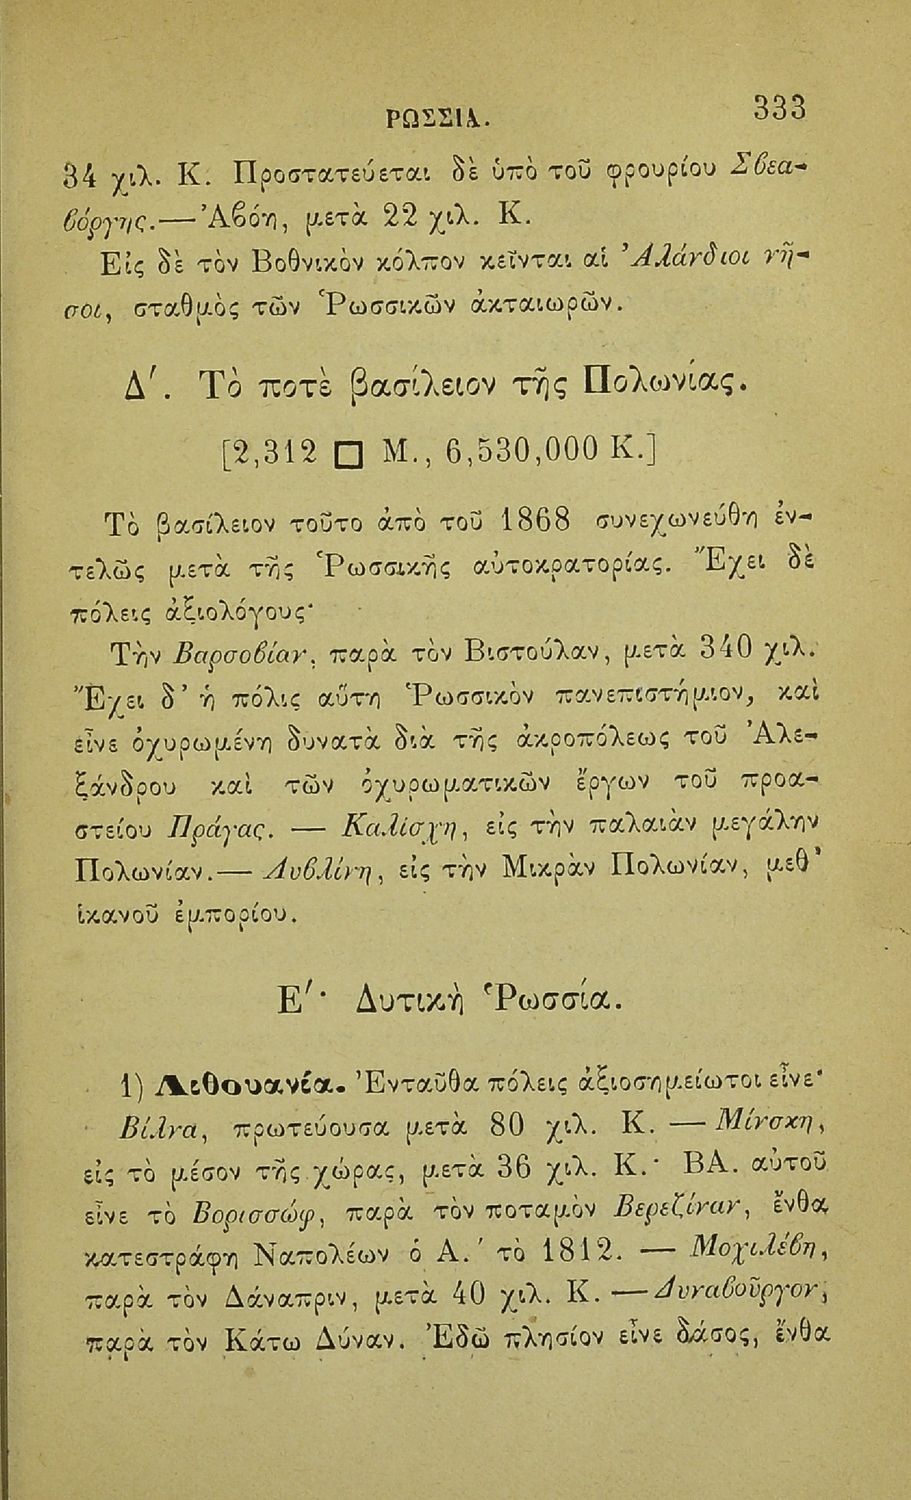 ΡΩΣΣΙΑ. 333
34 χιλ. Κ. Προστατεύεται δὲ ὑπὸ τοῦ φρουρίου Σβεα-
βόργης.— Ἀβόη, μετὰ 22 χιλ. Κ.
Εἰς δὲ τὸν Βοθνικὸν κόλπον κεῖνται αἱ Ἀλάνδιοι νῆ-
σοι, σταθμὸς τῶν Ῥωσσικῶν ἀκταιωρῶν.
Δ΄. Τὸ ποτὲ βασίλειον τῆς Πολωνίας.
[2,312 □ Μ., 6,530,000 Κ.]
Τὸ βασίλειον τοῦτο ἀπὸ τοῦ 1868 συνεχωνεύθη ἐν-
τελῶς μετὰ τῆς Ῥωσσικῆς αὐτοκρατορίας. Ἔχει δὲ
πόλεις ἀξιολόγους·
Τὴν Βαρσοβίαν, παρὰ τὸν Βιστούλαν, μετὰ 340 χιλ.
Ἔχει δ' ἡ πόλις αὕτη Ῥωσσικὸν πανεπιστήμιον, καὶ
εἶνε ὀχυρωμένη δυνατὰ διὰ τῆς ἀκροπόλεως τοῦ Ἀλε-
ξάνδρου καὶ τῶν ὀχυρωματικῶν ἔργων τοῦ προα-
στείου Πράγας. — Καλίσχη, εἰς τὴν παλαιὰν μεγάλην
Πολωνίαν.— Λυβλίνη, εἰς τὴν Μικρὰν Πολωνίαν, μεθ'
ἱκανοῦ ἐμπορίου.
Ε΄· Δυτικὴ Ῥωσσία.
1) Λιθουανία. Ἐνταῦθα πόλεις ἀξιοσημείωτοι εἶνε·
Βίλνα, πρωτεύουσα μετὰ 80 χιλ. Κ. — Μίνσκη,
εἰς τὸ μέσον τῆς χώρας, μετὰ 36 χιλ. Κ.· ΒΑ. αὐτοῦ
εἶνε τὸ Βορισσώφ, παρὰ τὸν ποταμὸν Βερεζίναν, ἔνθα
κατεστράφη Ναπολέων ὁ Α.΄ τὸ 1812. — Μοχιλέβη,
παρὰ τὸν Δάναπριν, μετὰ 40 χιλ. Κ. — Δυναβοῦργον,
παρὰ τὸν Κάτω Δύναν. Ἐδῶ πλησίον εἶνε δάσος, ἔνθα